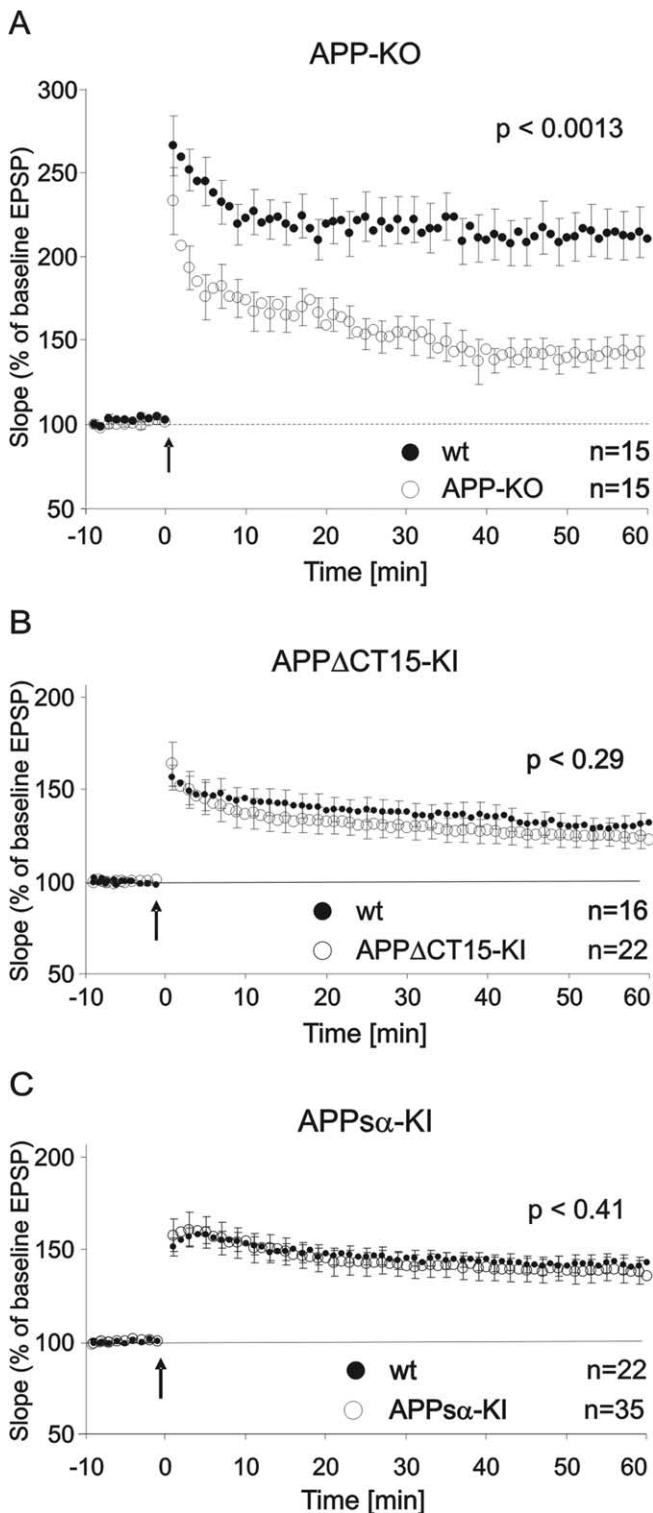 A
APP-KO
300
250
200
150
100
50
Slope (% of baseline EPSP)
p < 0.0013
wt n=15
APP-KO n=15
-10 0 10 20 30 40 50 60
Time [min]
B
APPΔCT15-KI
200
150
100
50
Slope (% of baseline EPSP)
p < 0.29
wt n=16
APPΔCT15-KI n=22
-10 0 10 20 30 40 50 60
Time [min]
C
APPsα-KI
200
150
100
50
Slope (% of baseline EPSP)
p < 0.41
wt n=22
APPsα-KI n=35
-10 0 10 20 30 40 50 60
Time [min]